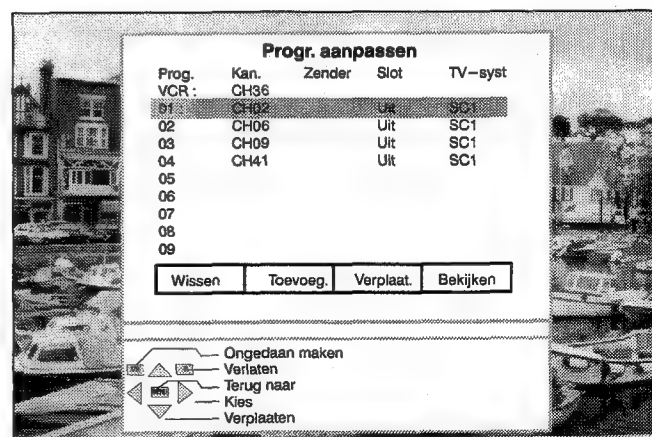 Progr. aanpassen
Prog. Kan. Zender Slot TV-syst
VCR : CH36
01 CH02 Uit SC1
02 CH06 Uit SC1
03 CH09 Uit SC1
04 CH41 Uit SC1
05
06
07
08
09
Wissen Toevoeg. Verplaat. Bekijken
Ongedaan maken
Verlaten
Terug naar
Kies
Verplaaten